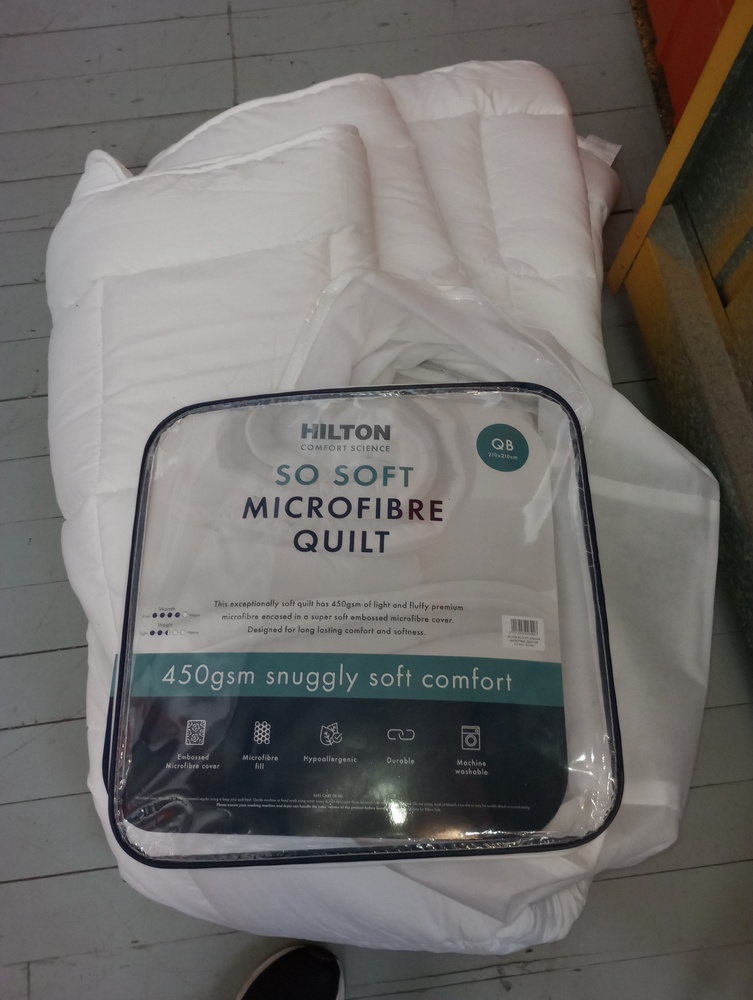 HILTON
COMFORT SCIENCE
QB
210x210cm
SO SOFT
MICROFIBRE
QUILT
This exceptionally soft quilt has 450gsm of light and fluffy premium
microfibre encased in a super soft embossed microfibre cover.
Designed for long lasting comfort and softness.
Warmth
Weight
Light
Heavy
450gsm snuggly soft comfort
Embossed
Microfibre cover
Microfibre
fill
Hypoallergenic
Durable
Machine
washable